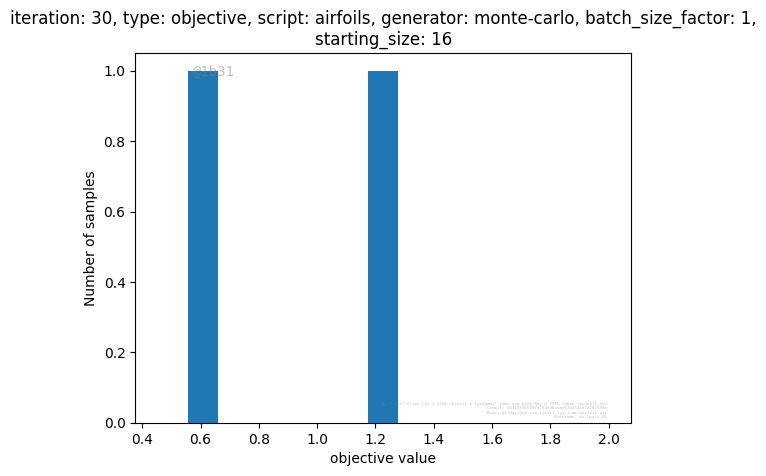 iteration: 30, type: objective, script: airfoils, generator: monte-carlo, batch_size_factor: 1,
starting_size: 16
1.0
0.8
0.6
0.4
0.2
0.0
Number of samples
0.4 0.6 0.8 1.0 1.2 1.4 1.6 1.8 2.0
objective value